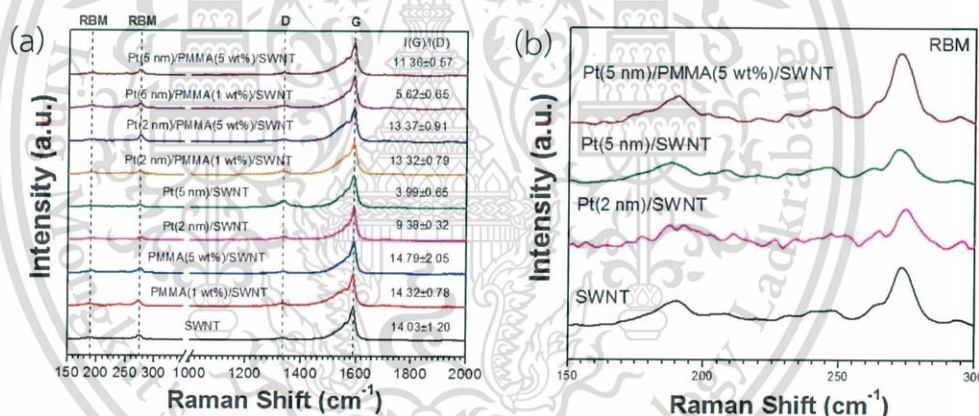 (a)
RBM RBM D G
I(G)/I(D)
Pt(5 nm)/PMMA(5 wt%)/SWNT 11.36±0.57
Pt(5 nm)/PMMA(1 wt%)/SWNT 5.62±0.65
Pt(2 nm)/PMMA(5 wt%)/SWNT 13.37±0.91
Pt(2 nm)/PMMA(1 wt%)/SWNT 13.32±0.79
Pt(5 nm)/SWNT 3.99±0.65
Pt(2 nm)/SWNT 9.38±0.32
PMMA(5 wt%)/SWNT 14.79±2.05
PMMA(1 wt%)/SWNT 14.32±0.78
SWNT 14.03±1.20
Intensity (a.u.)
150 200 250 300 1000 1200 1400 1600 1800 2000
Raman Shift (cm-1)
(b)
RBM
Pt(5 nm)/PMMA(5 wt%)/SWNT
Pt(5 nm)/SWNT
Pt(2 nm)/SWNT
SWNT
Intensity (a.u.)
150 200 250 300
Raman Shift (cm-1)
Ladkrabang